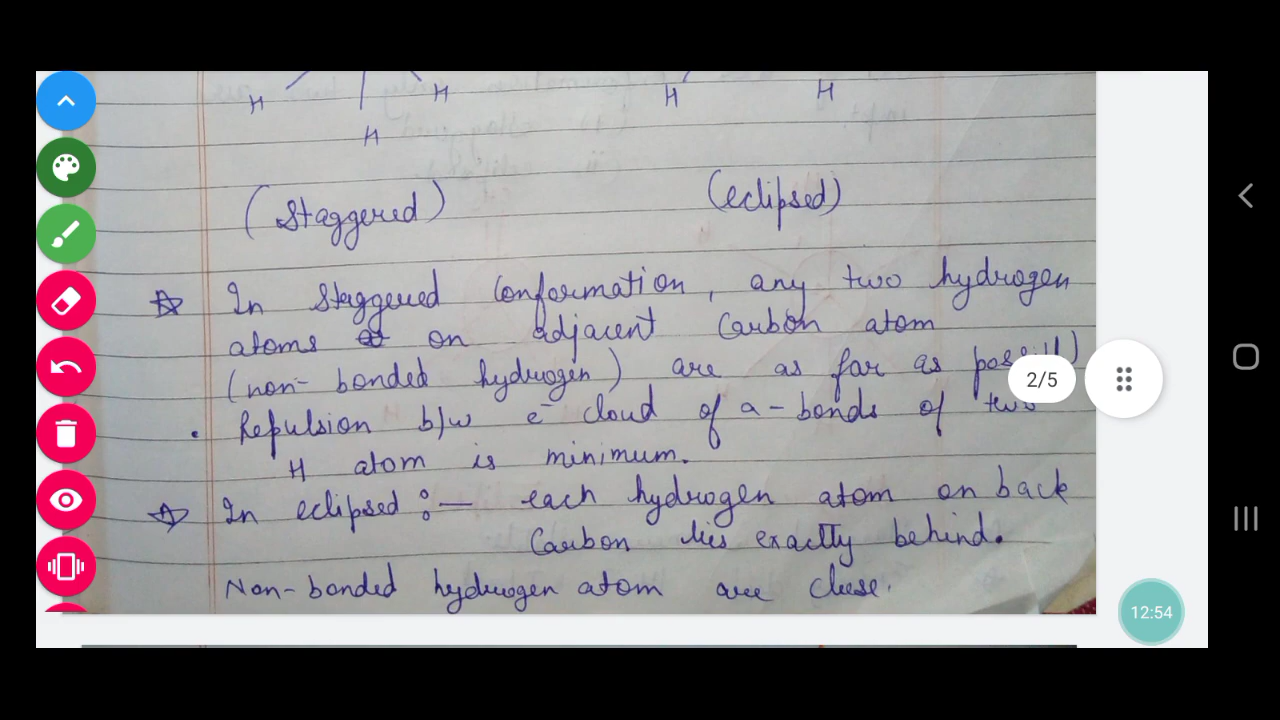 H H H H
H
(Staggered) (eclipsed)
In Staggered Conformation, any two hydrogen
atoms on adjacent Carbon atom
(non-bonded hydrogen) are as far as
2/5
Repulsion b/w e⁻ cloud of a-bonds of two
H atom is minimum.
In eclipsed :— each hydrogen atom on back
Carbon lies exactly behind.
Non-bonded hydrogen atom are close.
12:54